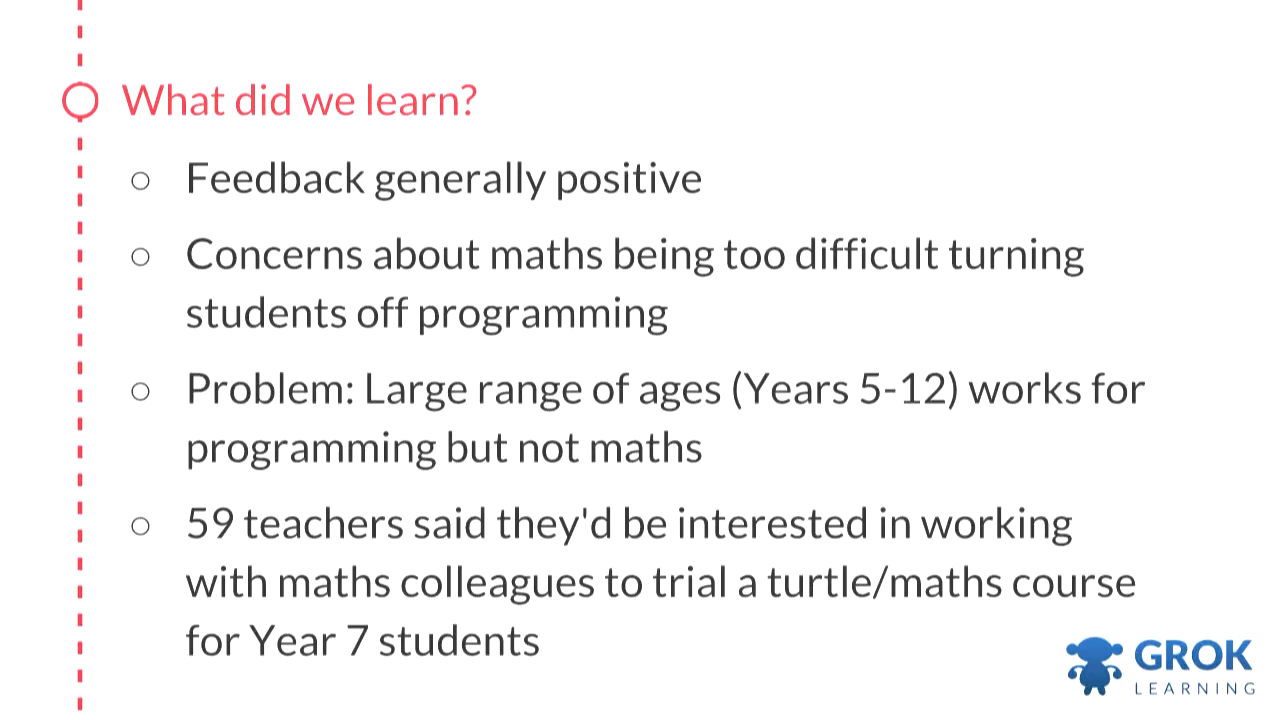 What did we learn?
Feedback generally positive
Concerns about maths being too difficult turning
students off programming
Problem: Large range of ages (Years 5-12) works for
programming but not maths
59 teachers said they'd be interested in working
with maths colleagues to trial a turtle/maths course
for Year 7 students
GROK
LEARNING